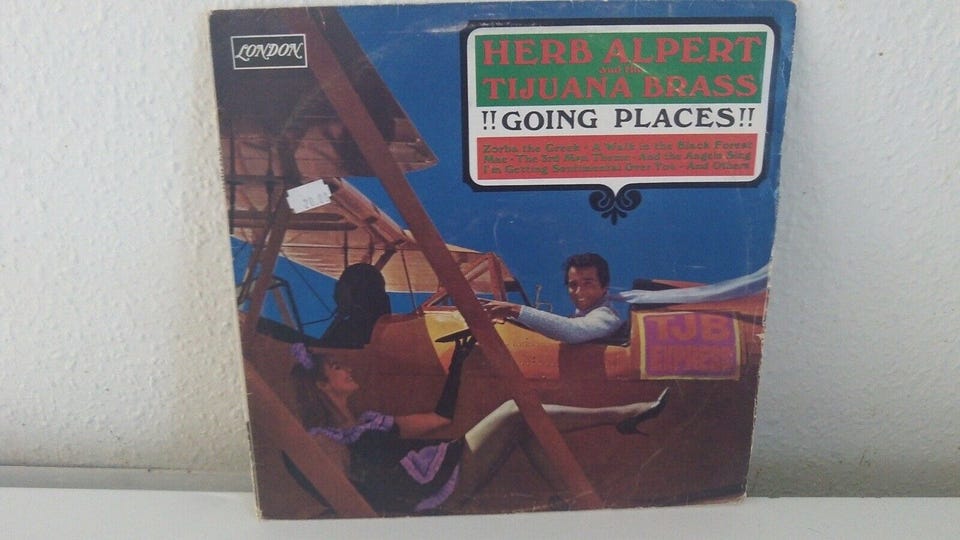 LONDON
HERB ALPERT
and the
TIJUANA BRASS
!!GOING PLACES!!
Zorba the Greek · A Walk in the Black Forest
Mae · The 3rd Man Theme · And the Angels Sing
I'm Getting Sentimental Over You · And Others
TJB
EXPRESS